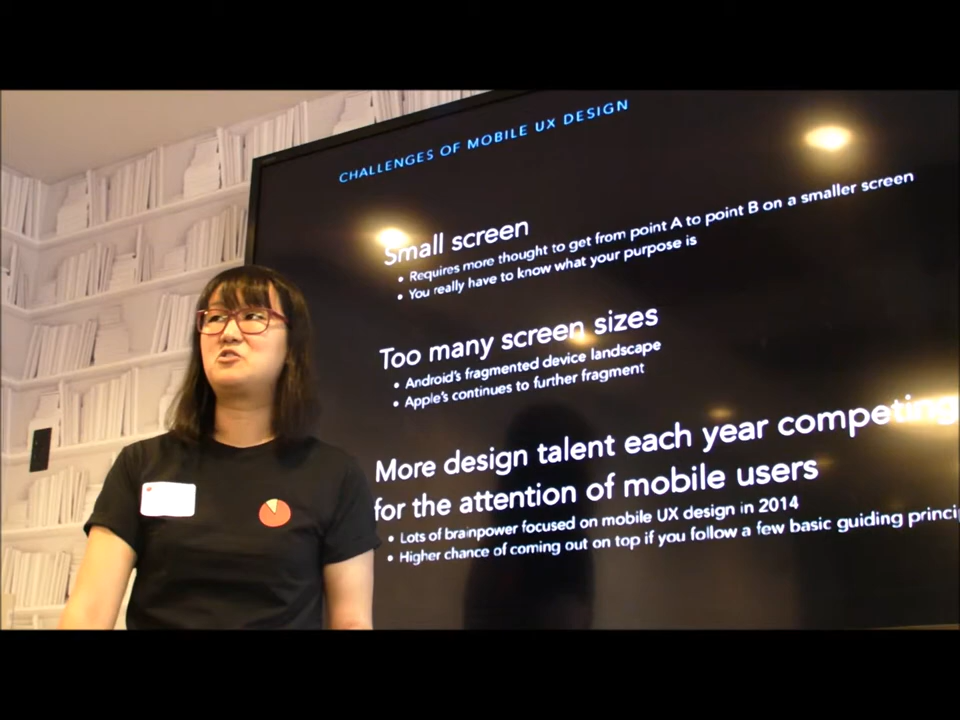 CHALLENGES OF MOBILE UX DESIGN
Small screen
• Requires more thought to get from point A to point B on a smaller screen
• You really have to know what your purpose is
Too many screen sizes
• Android's fragmented device landscape
• Apple's continues to further fragment
More design talent each year competing
for the attention of mobile users
• Lots of brainpower focused on mobile UX design in 2014
• Higher chance of coming out on top if you follow a few basic guiding